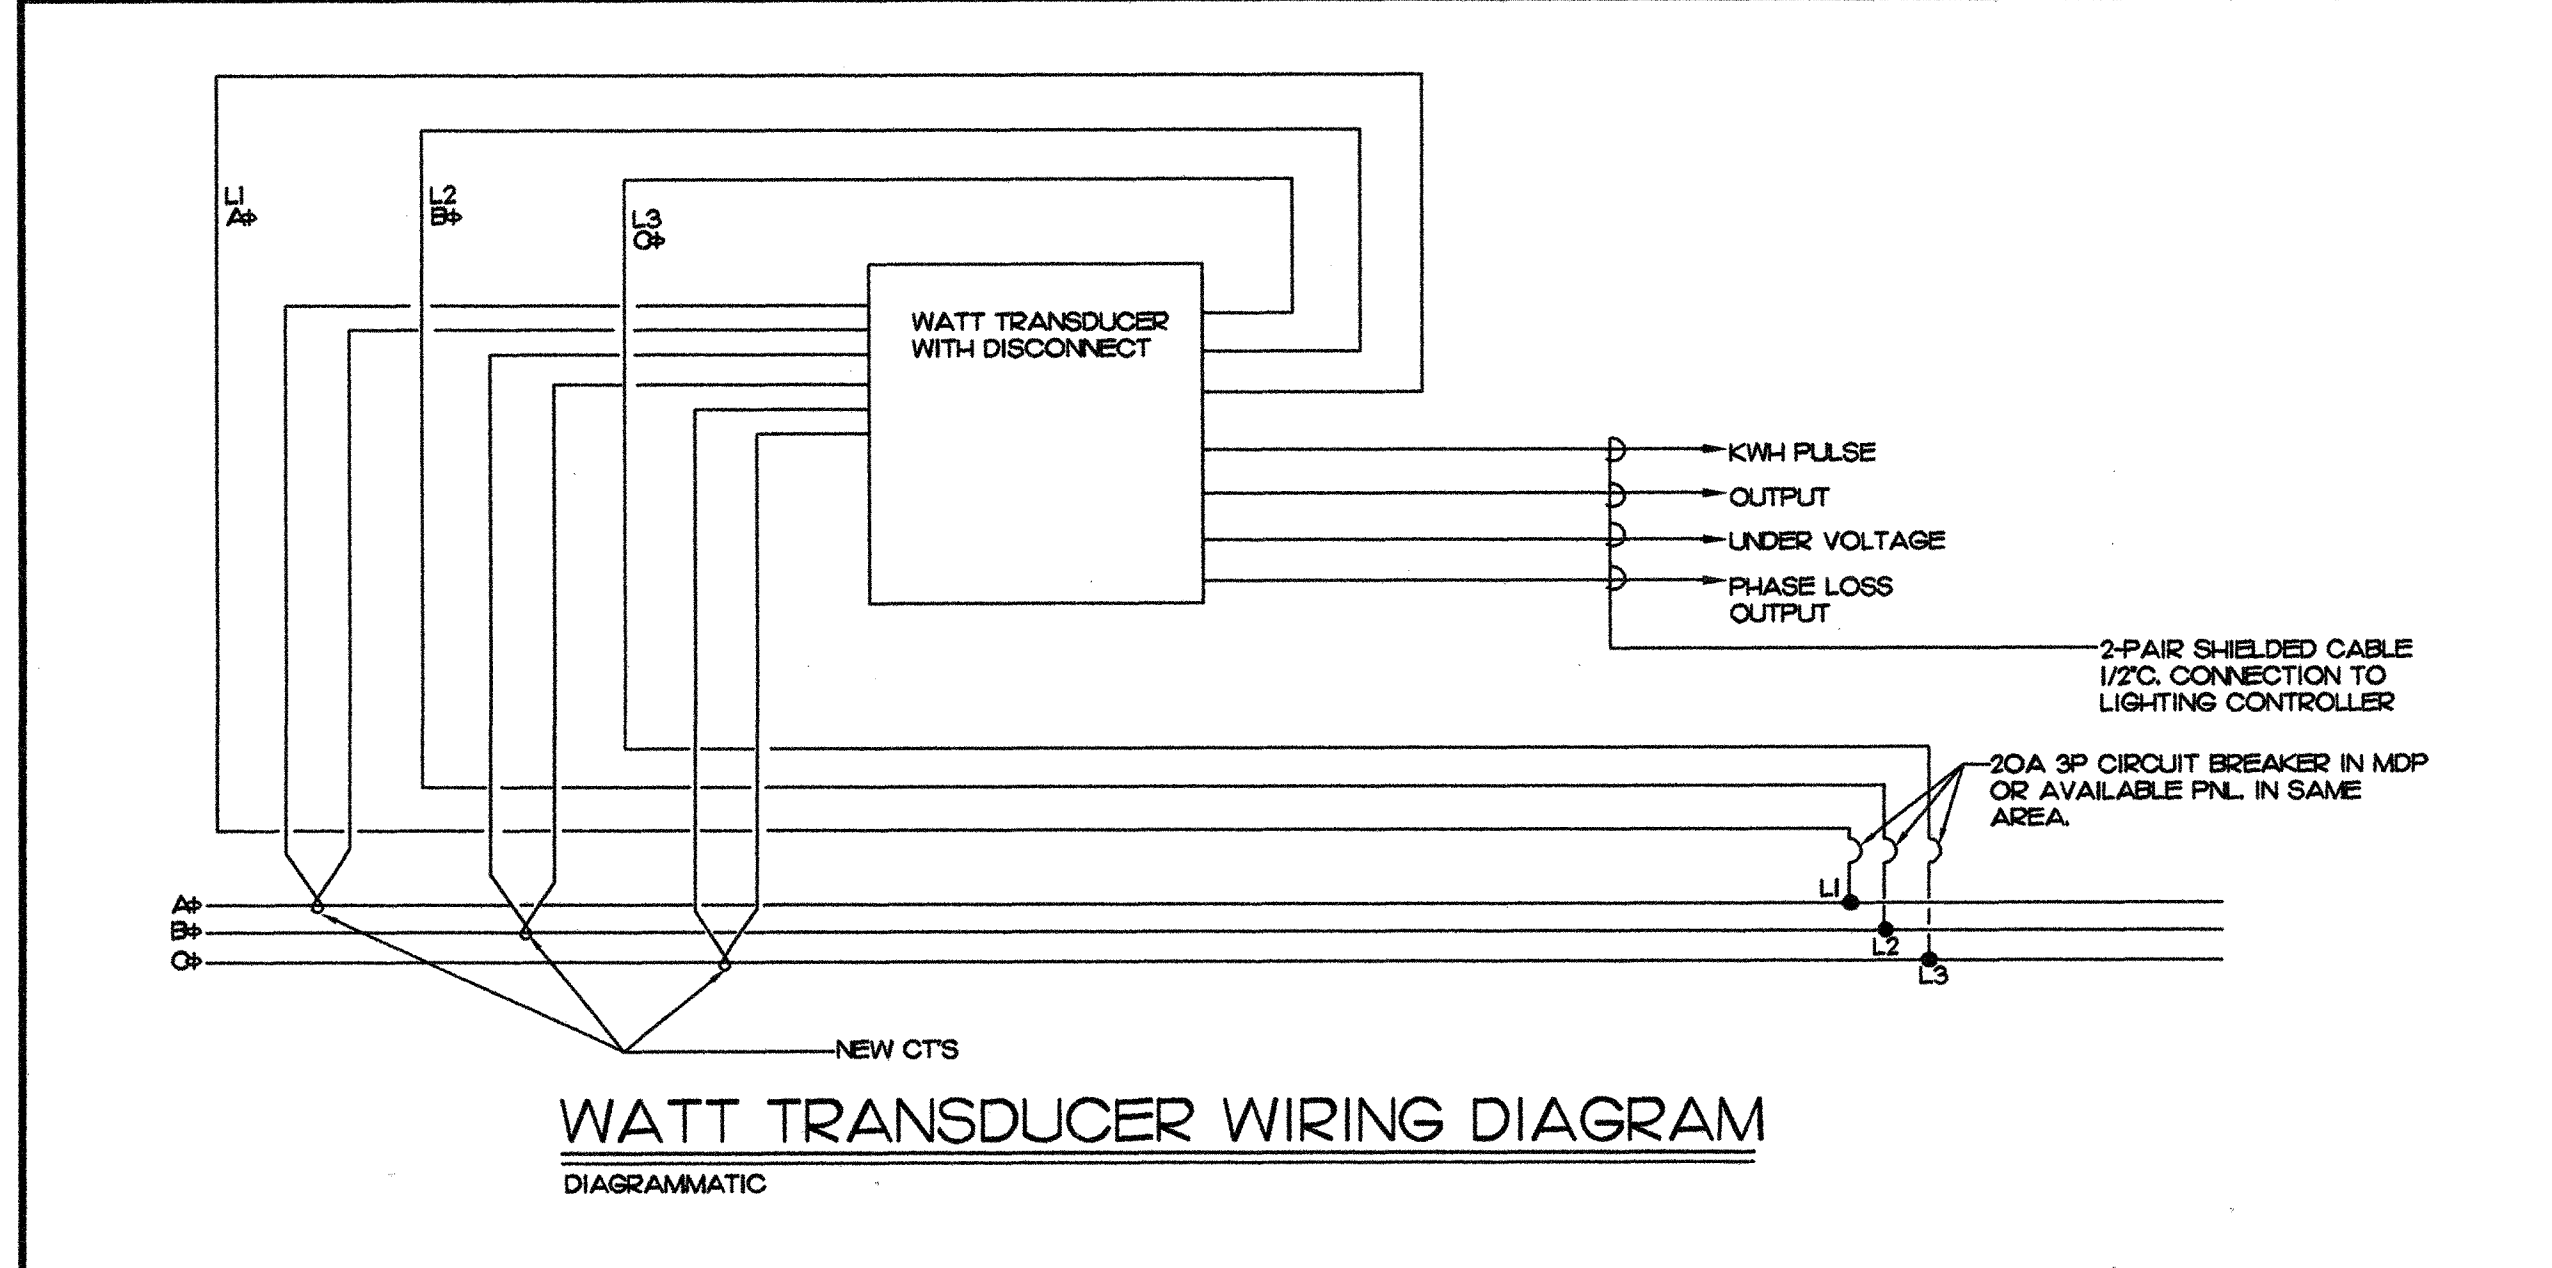 L1
AΦ
L2
BΦ
L3
CΦ
WATT TRANSDUCER
WITH DISCONNECT
KWH PULSE
OUTPUT
UNDER VOLTAGE
PHASE LOSS
OUTPUT
2-PAIR SHIELDED CABLE
1/2"C. CONNECTION TO
LIGHTING CONTROLLER
20A 3P CIRCUIT BREAKER IN MDP
OR AVAILABLE PNL. IN SAME
AREA.
L1
AΦ
BΦ
L2
CΦ
L3
NEW CT'S
WATT TRANSDUCER WIRING DIAGRAM
DIAGRAMMATIC